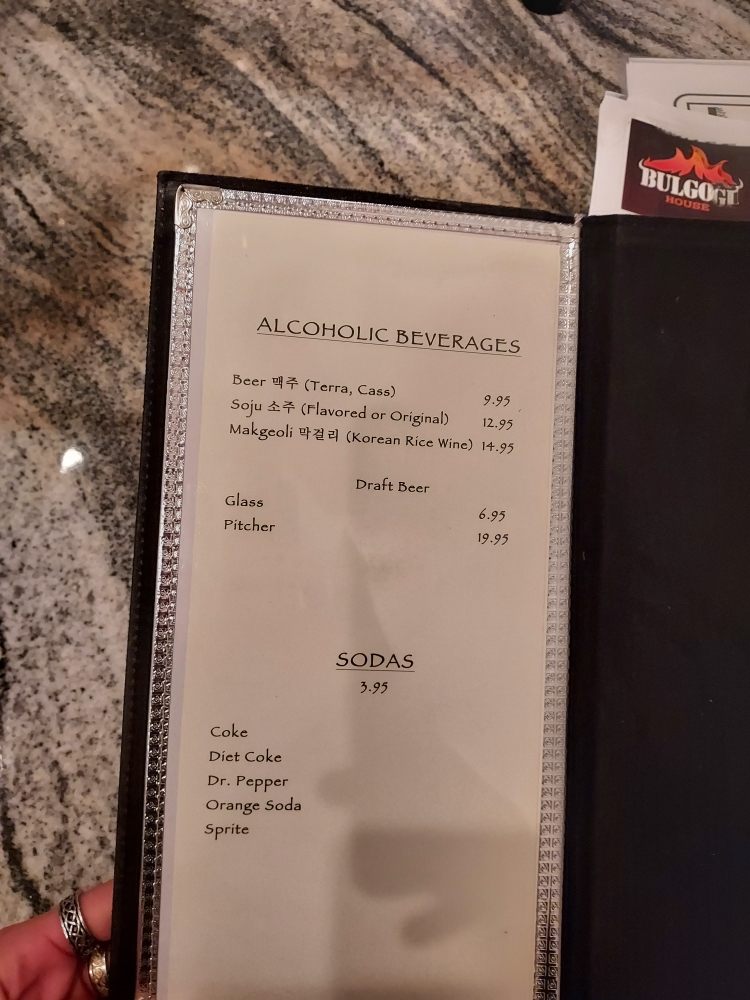 BULGOGI
HOUSE
ALCOHOLIC BEVERAGES
Beer 맥주 (Terra, Cass) 9.95
Soju 소주 (Flavored or Original) 12.95
Makgeoli 막걸리 (Korean Rice Wine) 14.95
Draft Beer
Glass 6.95
Pitcher 19.95
SODAS
3.95
Coke
Diet Coke
Dr. Pepper
Orange Soda
Sprite